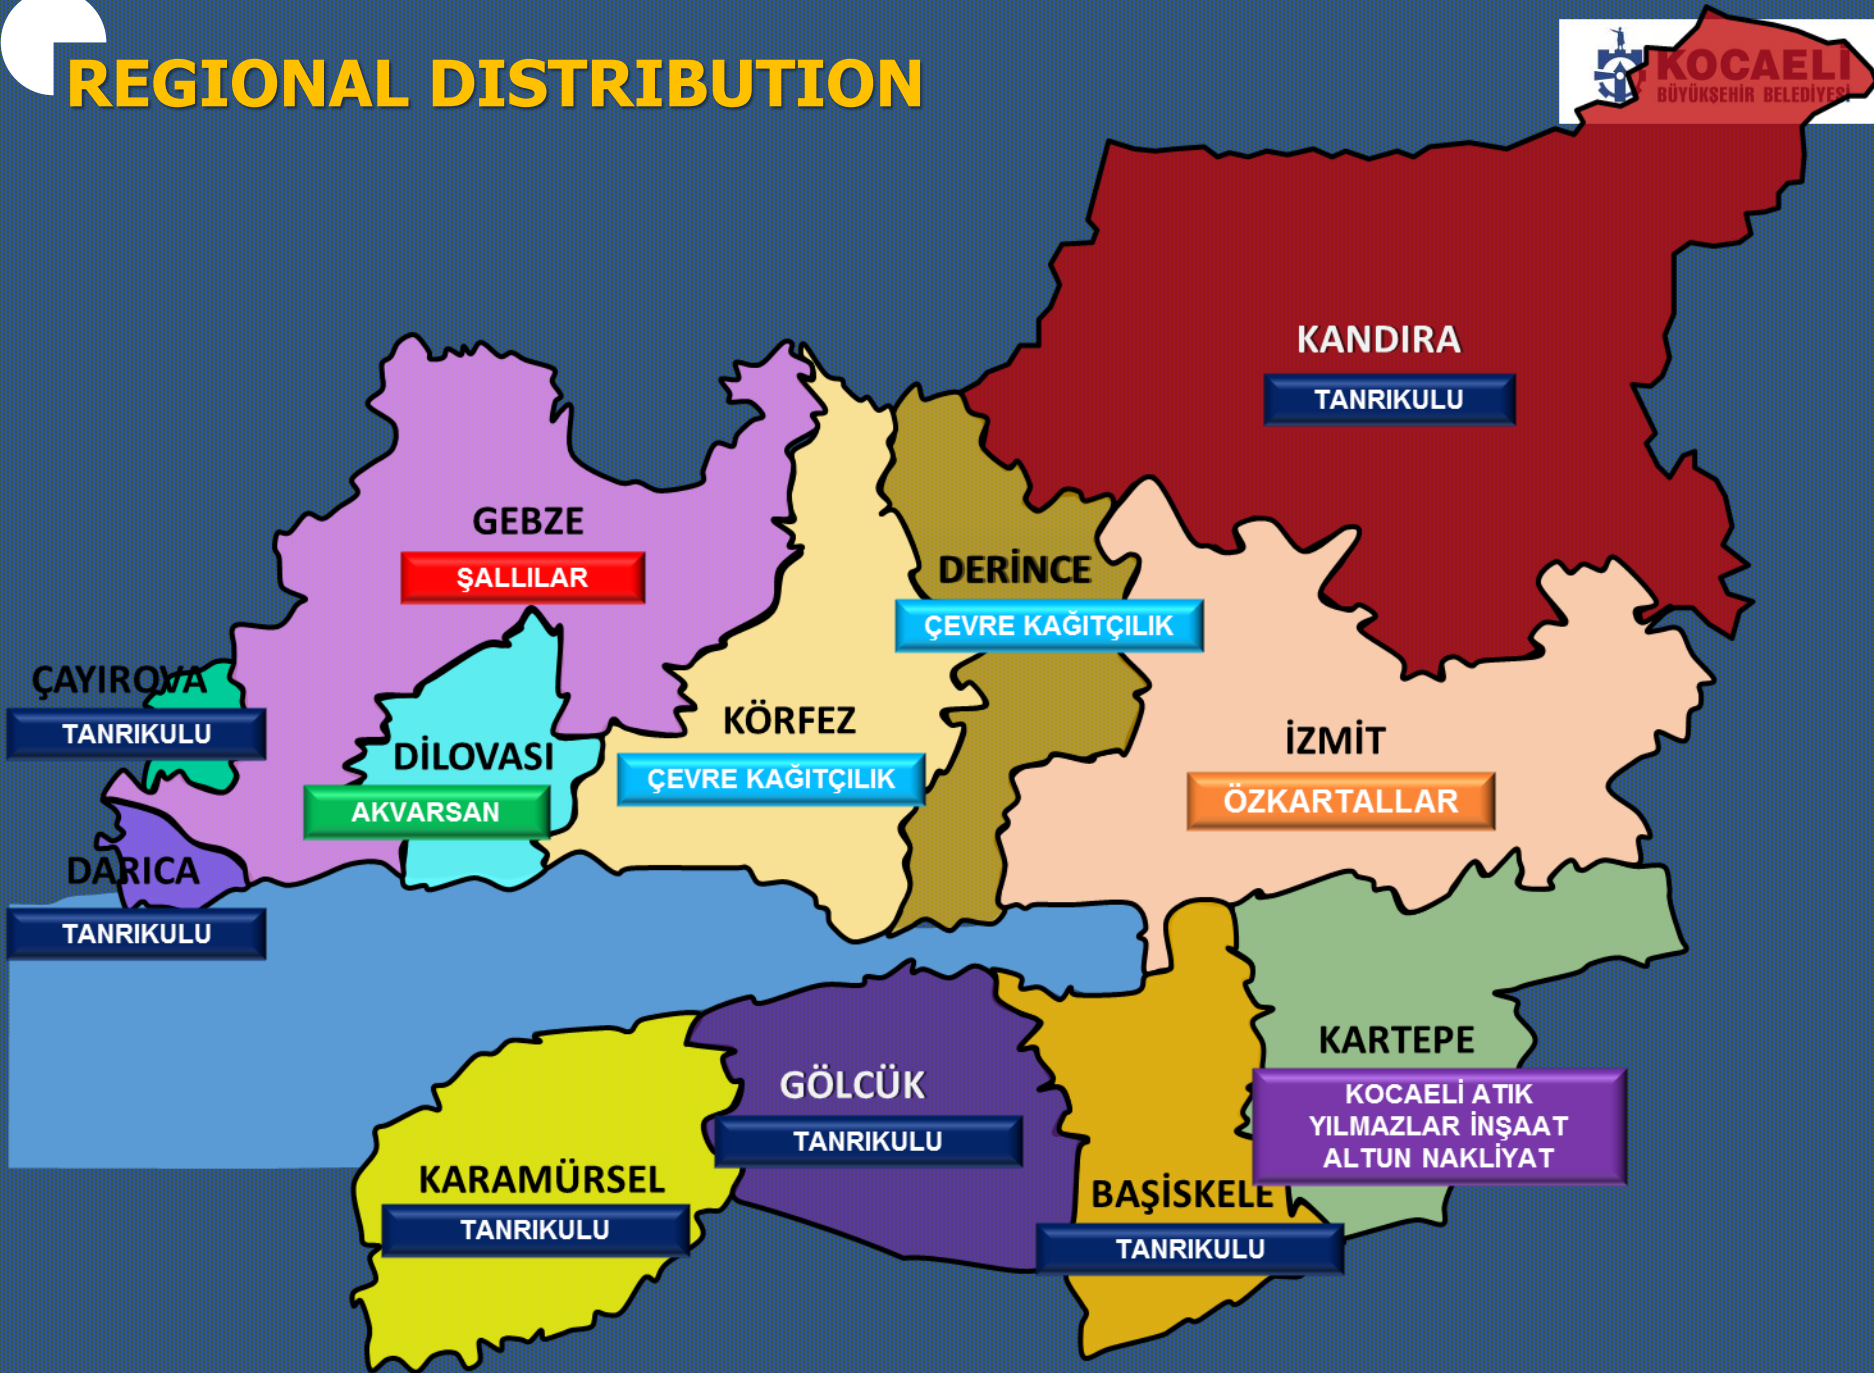 REGIONAL DISTRIBUTION
KOCAELİ
BÜYÜKŞEHİR BELEDİYESİ
KANDIRA
TANRIKULU
GEBZE
ŞALLILAR
DERİNCE
ÇEVRE KAĞITÇILIK
ÇAYIROVA
TANRIKULU
DİLOVASI
AKVARSAN
KÖRFEZ
ÇEVRE KAĞITÇILIK
İZMİT
ÖZKARTALLAR
DARICA
TANRIKULU
KARTEPE
KOCAELİ ATIK
YILMAZLAR İNŞAAT
ALTUN NAKLİYAT
GÖLCÜK
TANRIKULU
KARAMÜRSEL
TANRIKULU
BAŞİSKELE
TANRIKULU